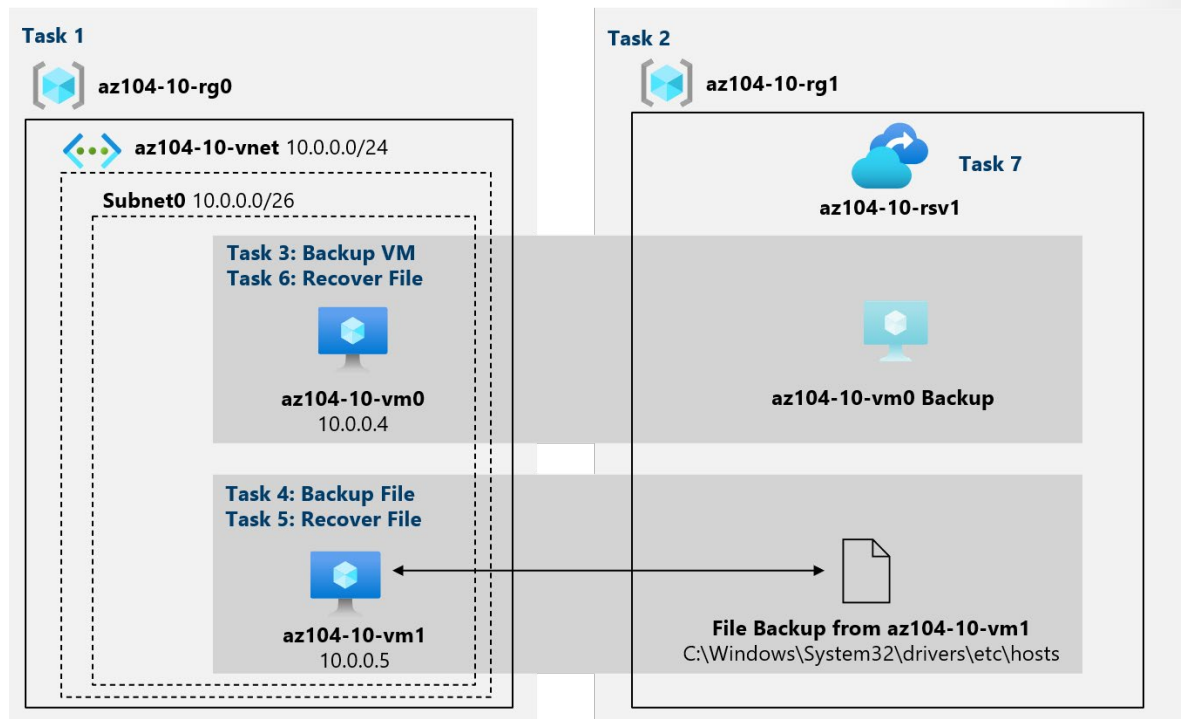 Task 1
az104-10-rg0
az104-10-vnet 10.0.0.0/24
Subnet0 10.0.0.0/26
Task 3: Backup VM
Task 6: Recover File
az104-10-vm0
10.0.0.4
Task 4: Backup File
Task 5: Recover File
az104-10-vm1
10.0.0.5
Task 2
az104-10-rg1
Task 7
az104-10-rsv1
az104-10-vm0 Backup
File Backup from az104-10-vm1
C:\Windows\System32\drivers\etc\hosts